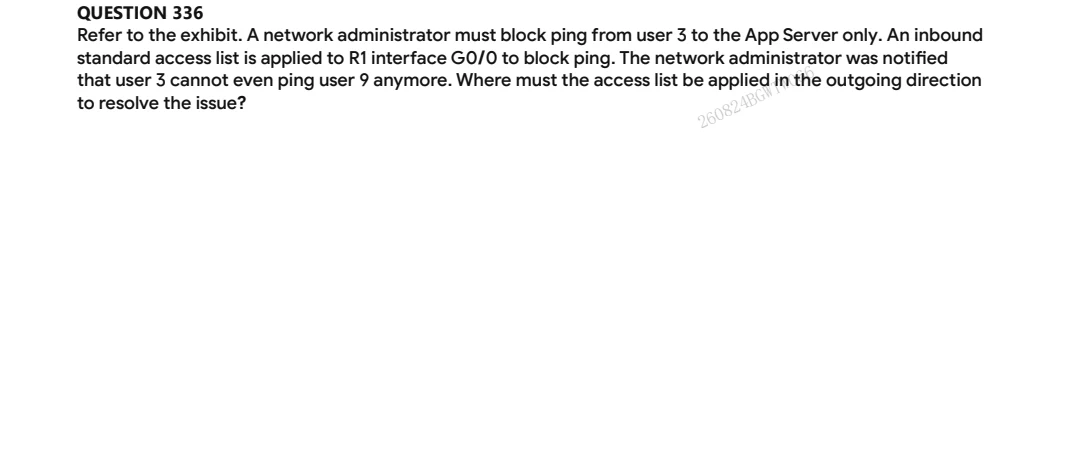 QUESTION 336
Refer to the exhibit. A network administrator must block ping from user 3 to the App Server only. An inbound
standard access list is applied to R1 interface G0/0 to block ping. The network administrator was notified
that user 3 cannot even ping user 9 anymore. Where must the access list be applied in the outgoing direction
to resolve the issue?